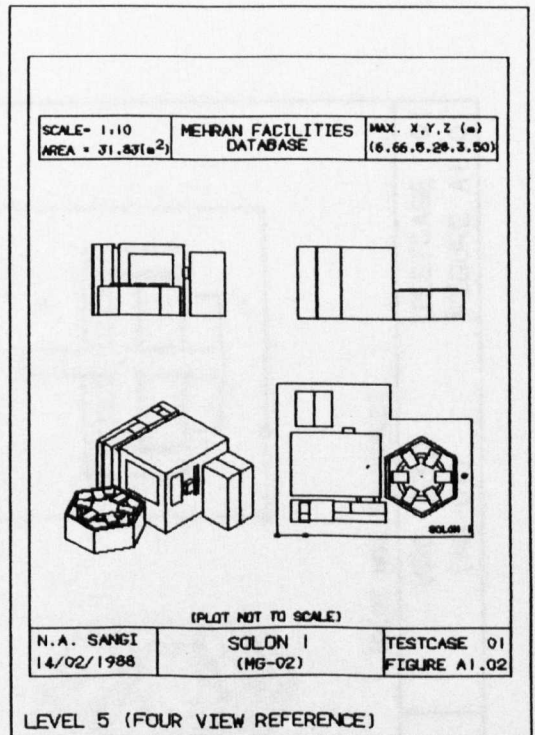 SCALE- 1:10
AREA = 31.83(m²)
MEHRAN FACILITIES
DATABASE
MAX. X,Y,Z (m)
(6.66,5.28,3.50)
SOLON 1
(PLOT NOT TO SCALE)
N.A. SANGI
14/02/1988
SOLON 1
(MG-02)
TESTCASE 01
FIGURE A1.02
LEVEL 5 (FOUR VIEW REFERENCE)